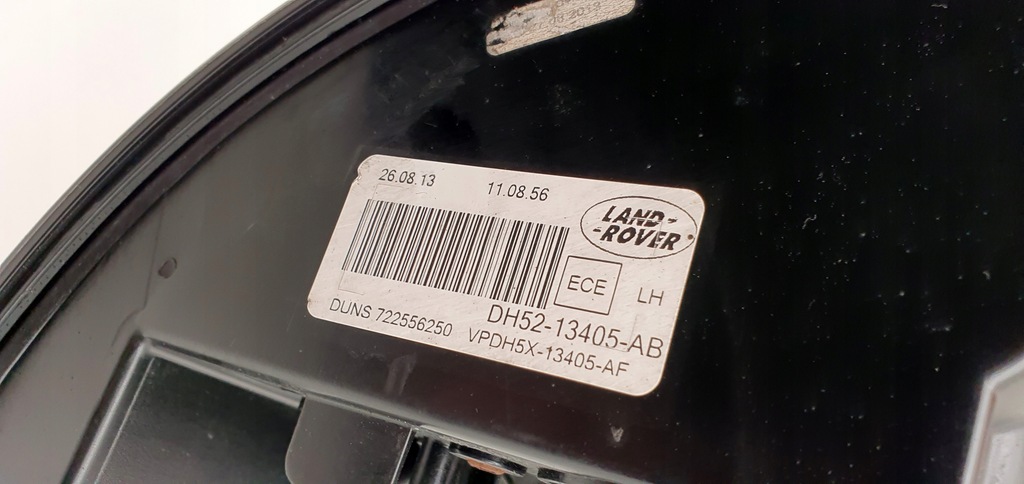 26.08.13 11.08.56
LAND-
-ROVER
ECE
LH
DH52-13405-AB
DUNS 722556250 VPDH5X-13405-AF